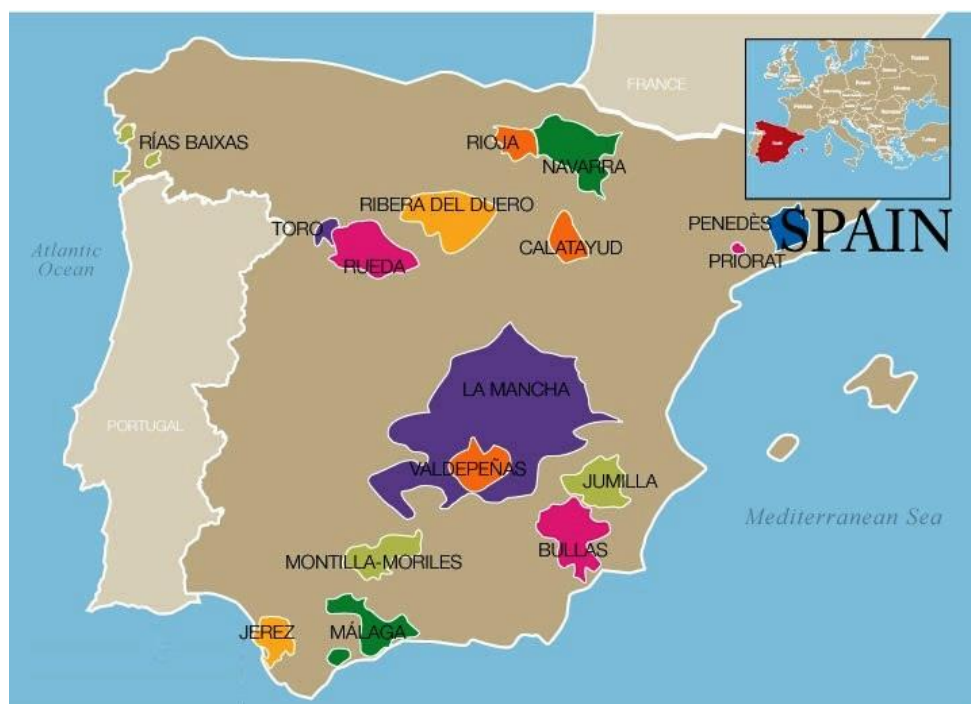 FRANCE
SPAIN
RÍAS BAIXAS
RIOJA
NAVARRA
RIBERA DEL DUERO
TORO
RUEDA
CALATAYUD
PENEDÈS
PRIORAT
Atlantic
Ocean
LA MANCHA
PORTUGAL
VALDEPEÑAS
JUMILLA
Mediterranean Sea
BULLAS
MONTILLA-MORILES
JEREZ
MÁLAGA